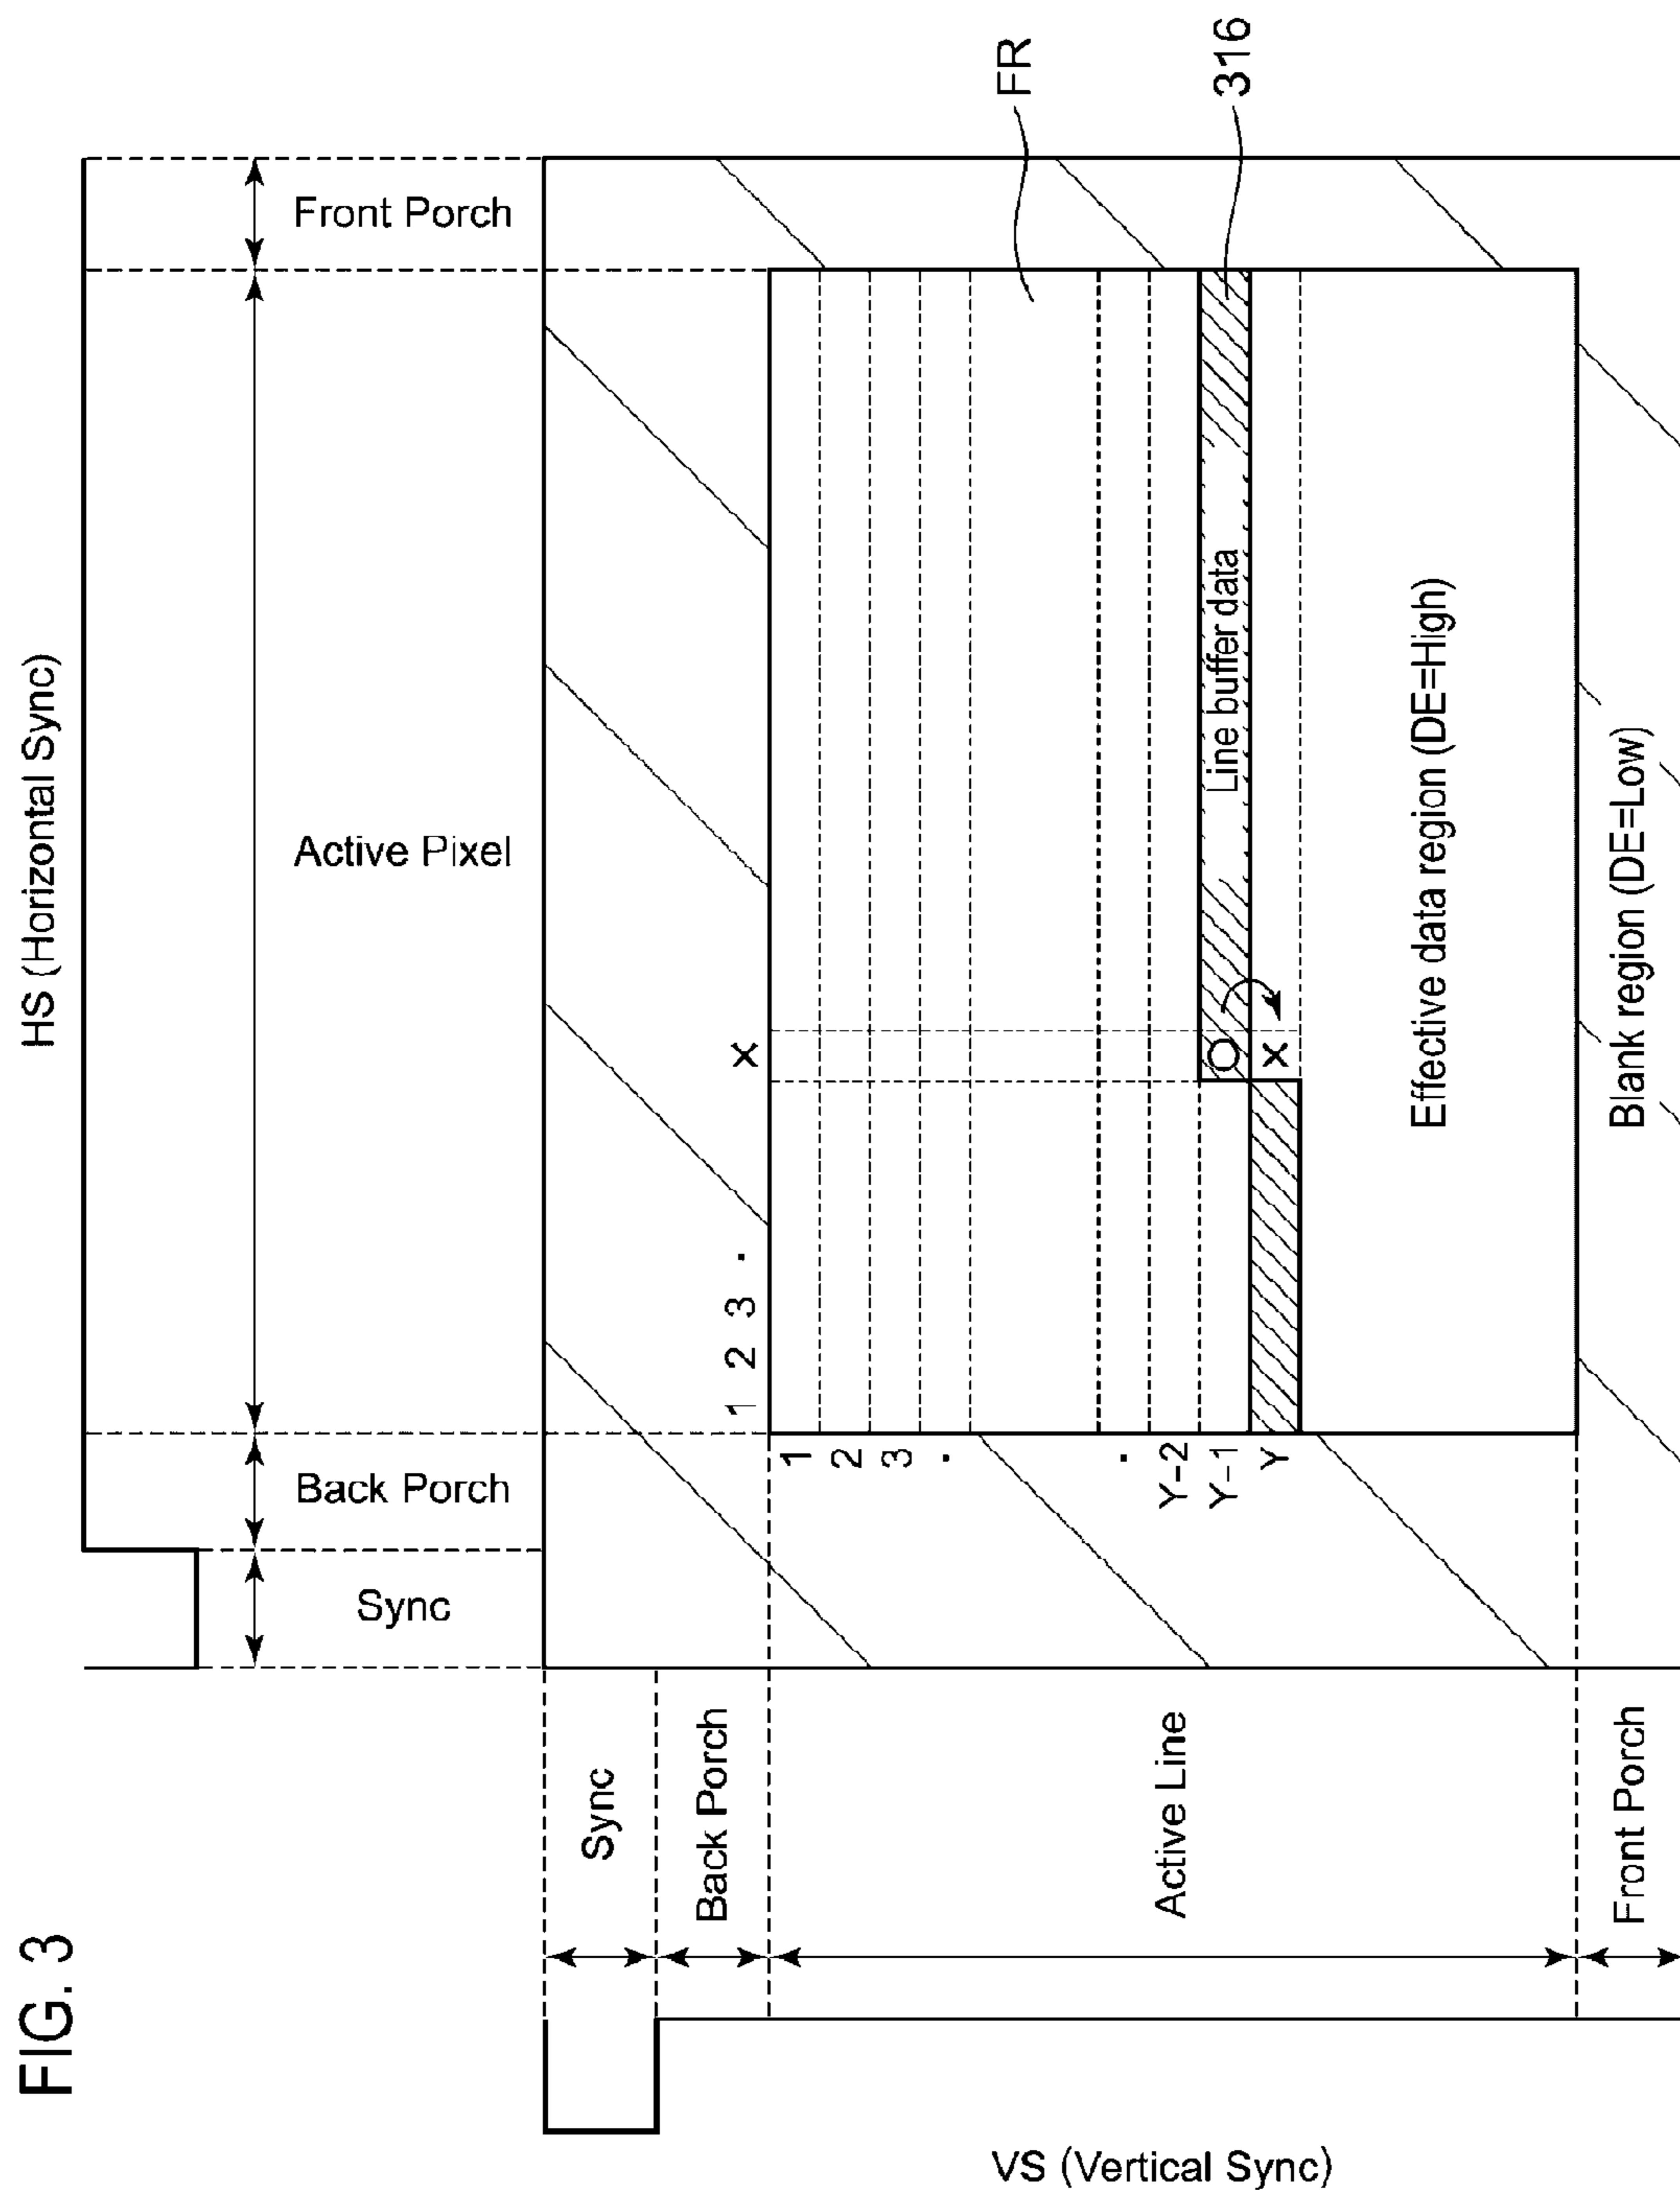 FIG. 3
HS (Horizontal Sync)
Sync
Back Porch
Active Pixel
Front Porch
VS (Vertical Sync)
Sync
Back Porch
Active Line
Front Porch
1 2 3 . X
1
2
3
.
.
Y-2
Y-1
Y
O
X
Line buffer data
FR
316
Effective data region (DE=High)
Blank region (DE=Low)